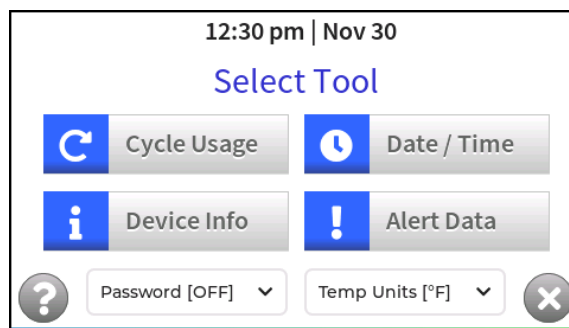 12:30 pm | Nov 30
Select Tool
Cycle Usage
Date / Time
Device Info
Alert Data
Password [OFF]
Temp Units [°F]